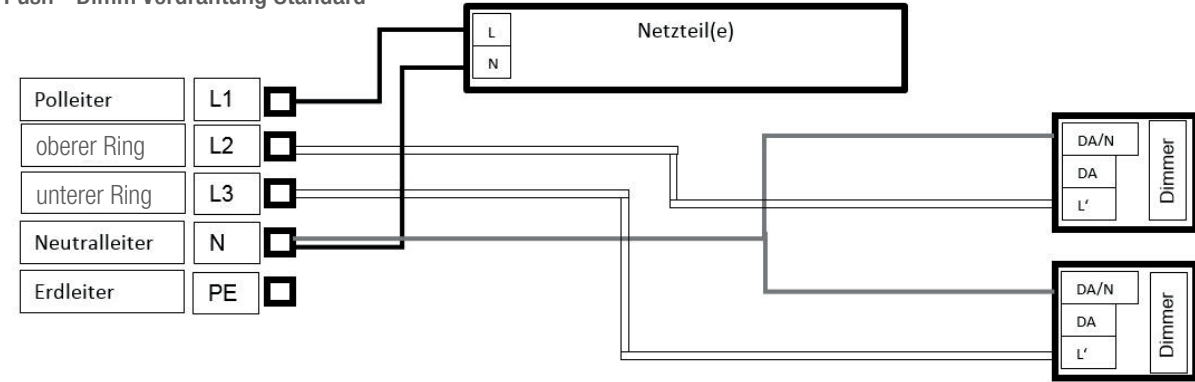 Push - Dimm Verdrahtung Standard
L
Netzteil(e)
N
Polleiter L1
oberer Ring L2
unterer Ring L3
Neutralleiter N
Erdleiter PE
DA/N
DA
L‘
Dimmer
DA/N
DA
L‘
Dimmer